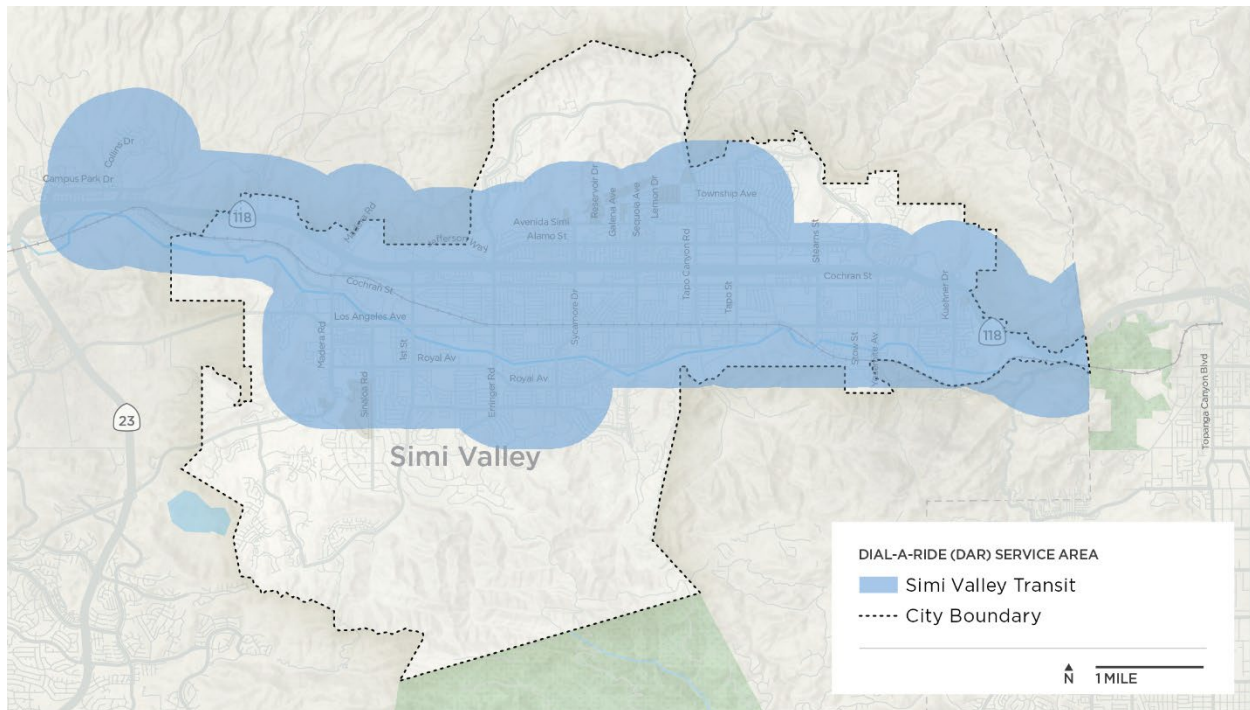 Collins Dr
Campus Park Dr
118
Madera Rd
Reservoir Dr
Galena Ave
Sequoia Ave
Lemon Dr
Township Ave
Avenida Simi
Alamo St
Stearns St
Tapo Canyon Rd
Cochran St
Cochran St
Tapo St
Kuehner Dr
Sycamore Dr
Los Angeles Ave
Madera Rd
1st St
Royal Av
118
Stow St
Yosemite Av
Royal Av
Erringer Rd
Sinaloa Rd
23
Topanga Canyon Blvd
Simi Valley
DIAL-A-RIDE (DAR) SERVICE AREA
Simi Valley Transit
City Boundary
N
1 MILE